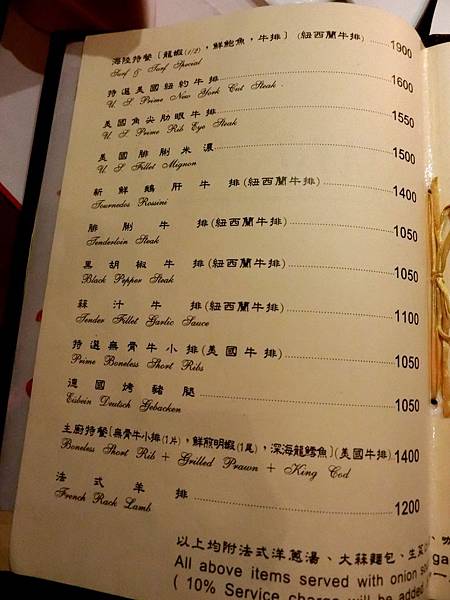 海陸特餐〔龍蝦(1/2),鮮鮑魚,牛排〕(紐西蘭牛排) 1900
Surf & Turf Special
特選美國紐約牛排 1600
U. S Prime New York Cut Steak
美國角尖肋眼牛排 1550
U. S Prime Rib Eye Steak
美國腓脷米濃 1500
U. S Fillet Mignon
新鮮鵝肝牛排(紐西蘭牛排) 1400
Tournedos Rossini
腓脷牛排(紐西蘭牛排) 1050
Tenderloin Steak
黑胡椒牛排(紐西蘭牛排) 1050
Black Pepper Steak
蒜汁牛排(紐西蘭牛排) 1100
Tender Fillet Garlic Sauce
特選無骨牛小排(美國牛排) 1050
Prime Boneless Short Ribs
德國烤豬腿 1050
Eisbein Deutsch Gebacken
主廚特餐〔無骨牛小排(1片),鮮煎明蝦(1尾),深海龍鱈魚〕(美國牛排) 1400
Boneless Short Rib + Grilled Prawn + King Cod
法式羊排 1200
French Rack Lamb
以上均附法式洋蔥湯、大蒜麵包、生菜
All above items served with onion
( 10% Service charge will be added